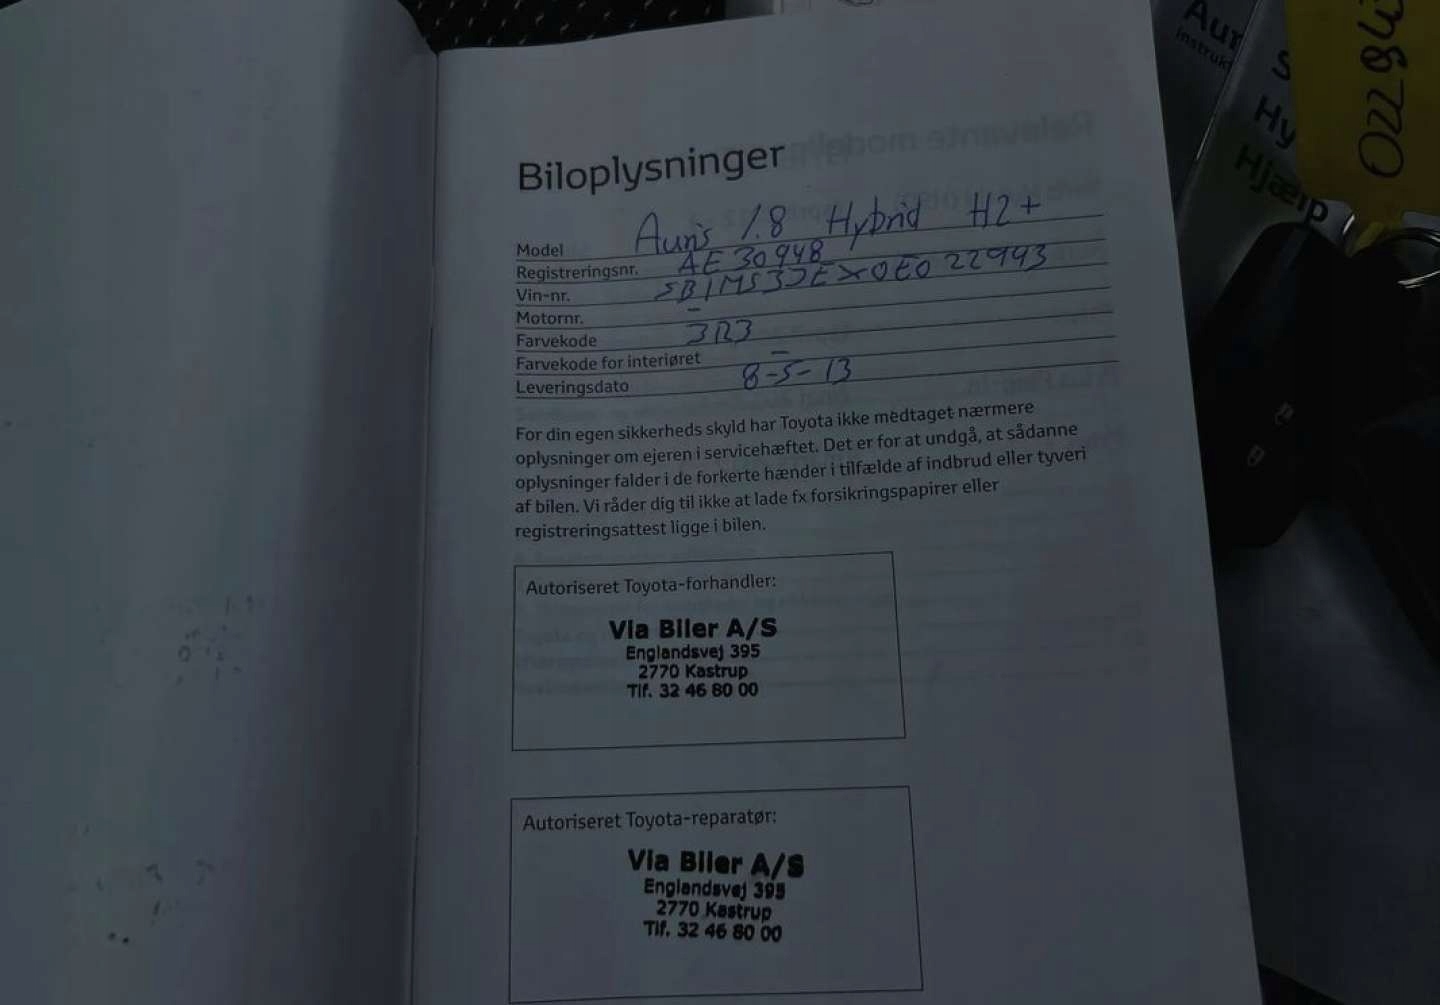 Biloplysninger
Model Auris 1.8 Hybrid H2+
Registreringsnr. AE 30948
Vin-nr. SB1MS3JEX0E022993
Motornr. –
Farvekode 3R3
Farvekode for interiøret –
Leveringsdato 8-5-13
For din egen sikkerheds skyld har Toyota ikke medtaget nærmere
oplysninger om ejeren i servicehæftet. Det er for at undgå, at sådanne
oplysninger falder i de forkerte hænder i tilfælde af indbrud eller tyveri
af bilen. Vi råder dig til ikke at lade fx forsikringspapirer eller
registreringsattest ligge i bilen.
Autoriseret Toyota-forhandler:
Via Biler A/S
Englandsvej 395
2770 Kastrup
Tlf. 32 46 80 00
Autoriseret Toyota-reparatør:
Via Biler A/S
Englandsvej 395
2770 Kastrup
Tlf. 32 46 80 00
Aur
instruk
S
Hy
Hjælp